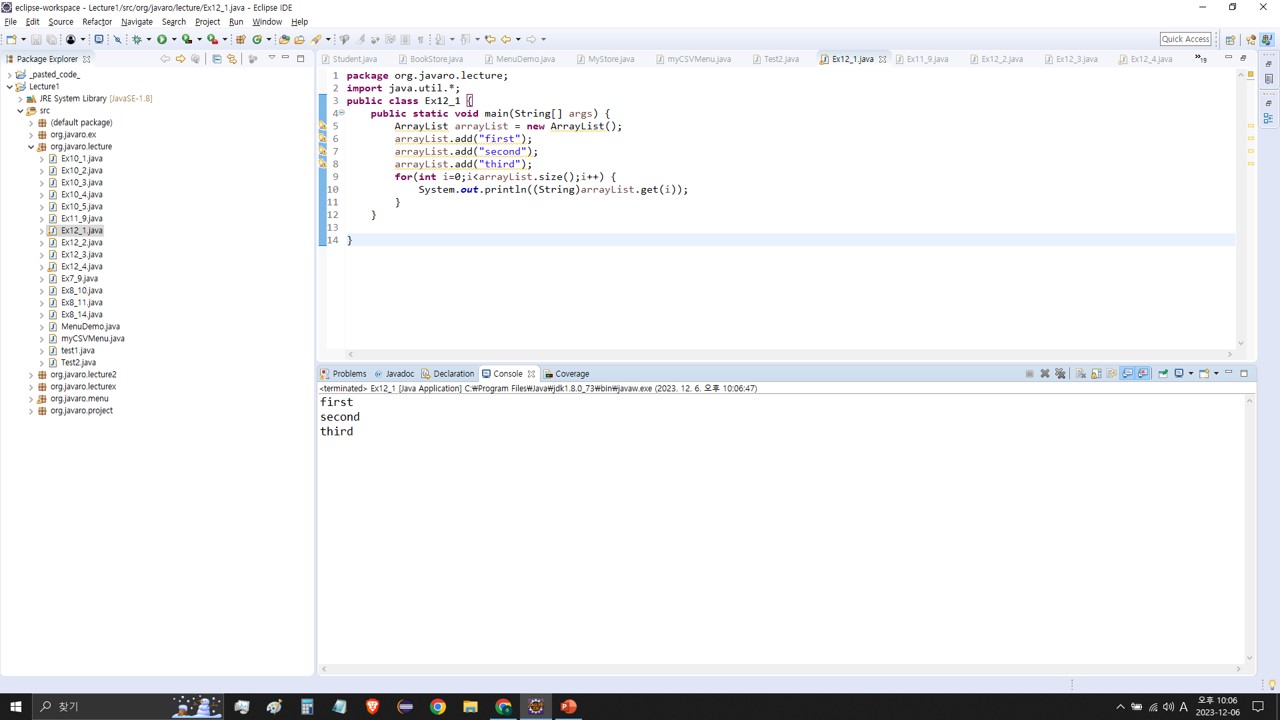 eclipse-workspace - Lecture1/src/org/javaro/lecture/Ex12_1.java - Eclipse IDE
File Edit Source Refactor Navigate Search Project Run Window Help
Quick Access
Package Explorer
_pasted_code_
Lecture1
JRE System Library [JavaSE-1.8]
src
(default package)
org.javaro.ex
org.javaro.lecture
Ex10_1.java
Ex10_2.java
Ex10_3.java
Ex10_4.java
Ex10_5.java
Ex11_9.java
Ex12_1.java
Ex12_2.java
Ex12_3.java
Ex12_4.java
Ex7_9.java
Ex8_10.java
Ex8_11.java
Ex8_14.java
MenuDemo.java
myCSVMenu.java
test1.java
Test2.java
org.javaro.lecture2
org.javaro.lecturex
org.javaro.menu
org.javaro.project
Student.java BookStore.java MenuDemo.java MyStore.java myCSVMenu.java Test2.java Ex12_1.java Ex11_9.java Ex12_2.java Ex12_3.java Ex12_4.java »19
1 package org.javaro.lecture;
2 import java.util.*;
3 public class Ex12_1 {
4 public static void main(String[] args) {
5 ArrayList arrayList = new ArrayList();
6 arrayList.add("first");
7 arrayList.add("second");
8 arrayList.add("third");
9 for(int i=0;i<arrayList.size();i++) {
10 System.out.println((String)arrayList.get(i));
11 }
12 }
13
14 }
Problems Javadoc Declaration Console Coverage
<terminated> Ex12_1 [Java Application] C:₩Program Files₩Java₩jdk1.8.0_73₩bin₩javaw.exe (2023. 12. 6. 오후 10:06:47)
first
second
third
찾기
A
오후 10:06
2023-12-06